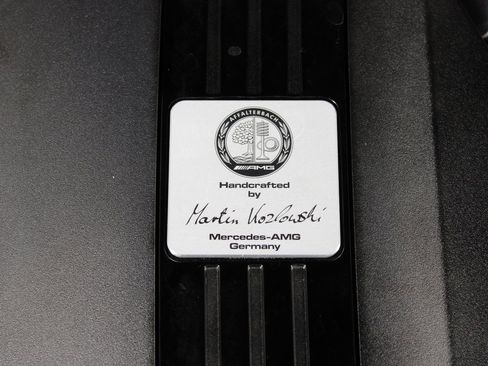 AFFALTERBACH
AMG
Handcrafted
by
Martin Kozlowski
Mercedes-AMG
Germany